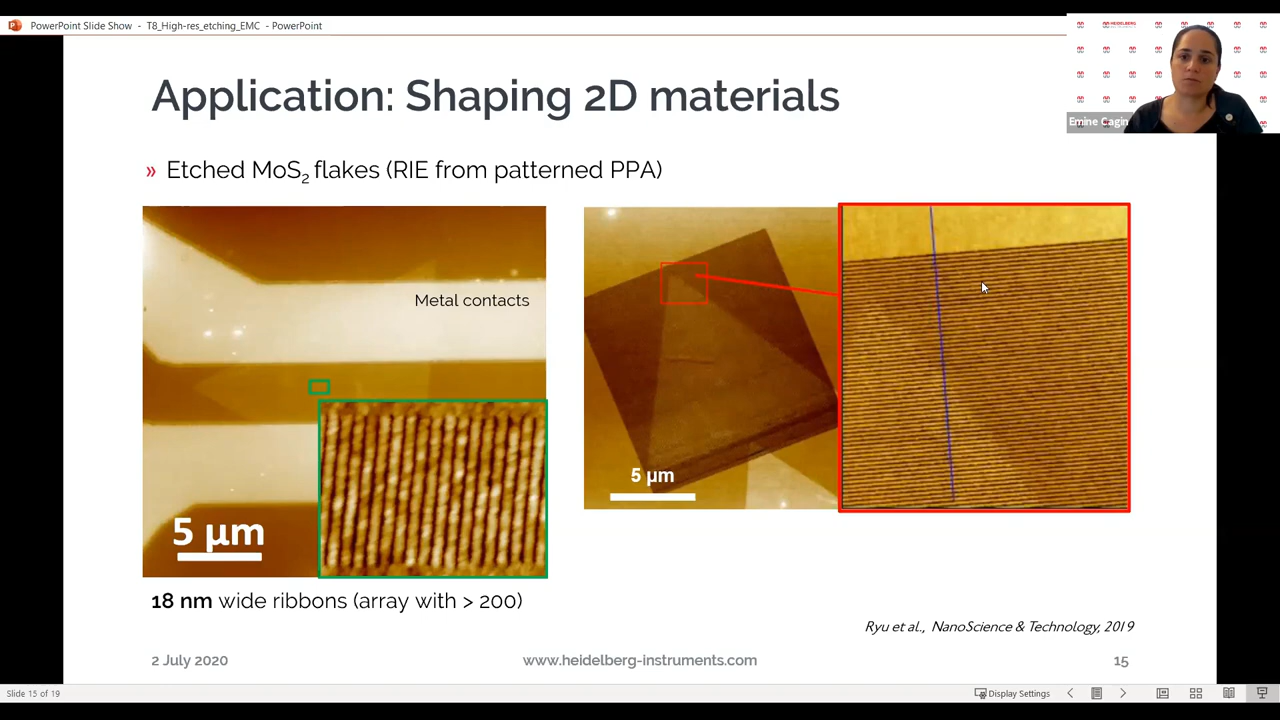 PowerPoint Slide Show - T8_High-res_etching_EMC - PowerPoint
HEIDELBERG
Emine Cagin
Application: Shaping 2D materials
» Etched MoS2 flakes (RIE from patterned PPA)
Metal contacts
5 µm
5 µm
18 nm wide ribbons (array with > 200)
Ryu et al., NanoScience & Technology, 2019
2 July 2020
www.heidelberg-instruments.com
15
Slide 15 of 19
Display Settings